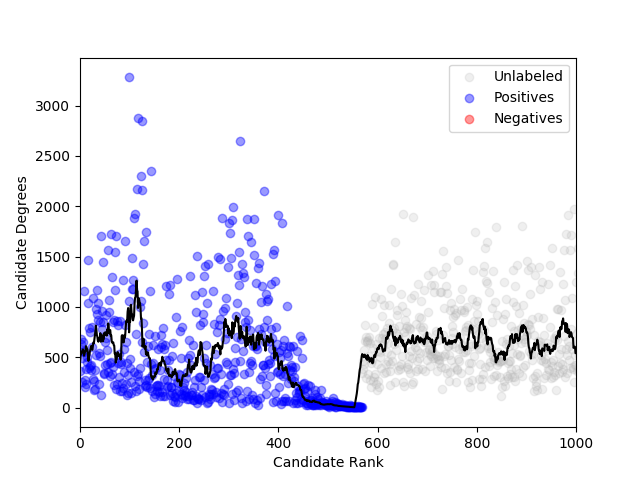 Unlabeled
Positives
Negatives
3000
2500
2000
1500
1000
500
0
Candidate Degrees
0 200 400 600 800 1000
Candidate Rank